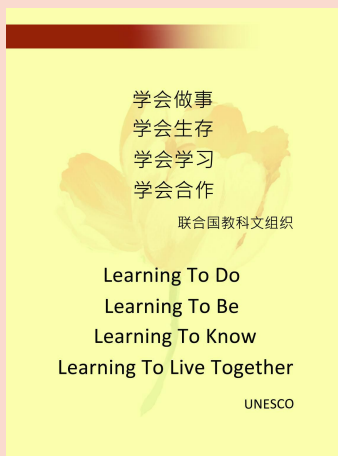 学会做事
学会生存
学会学习
学会合作
联合国教科文组织
Learning To Do
Learning To Be
Learning To Know
Learning To Live Together
UNESCO